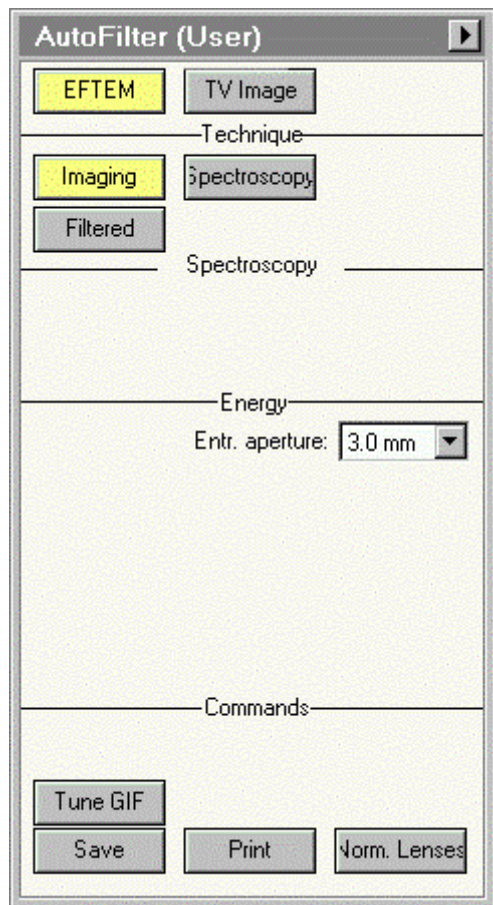 AutoFilter (User)
EFTEM TV Image
Technique
Imaging Spectroscopy
Filtered
Spectroscopy
Energy
Entr. aperture: 3.0 mm
Commands
Tune GIF
Save Print Norm. Lenses